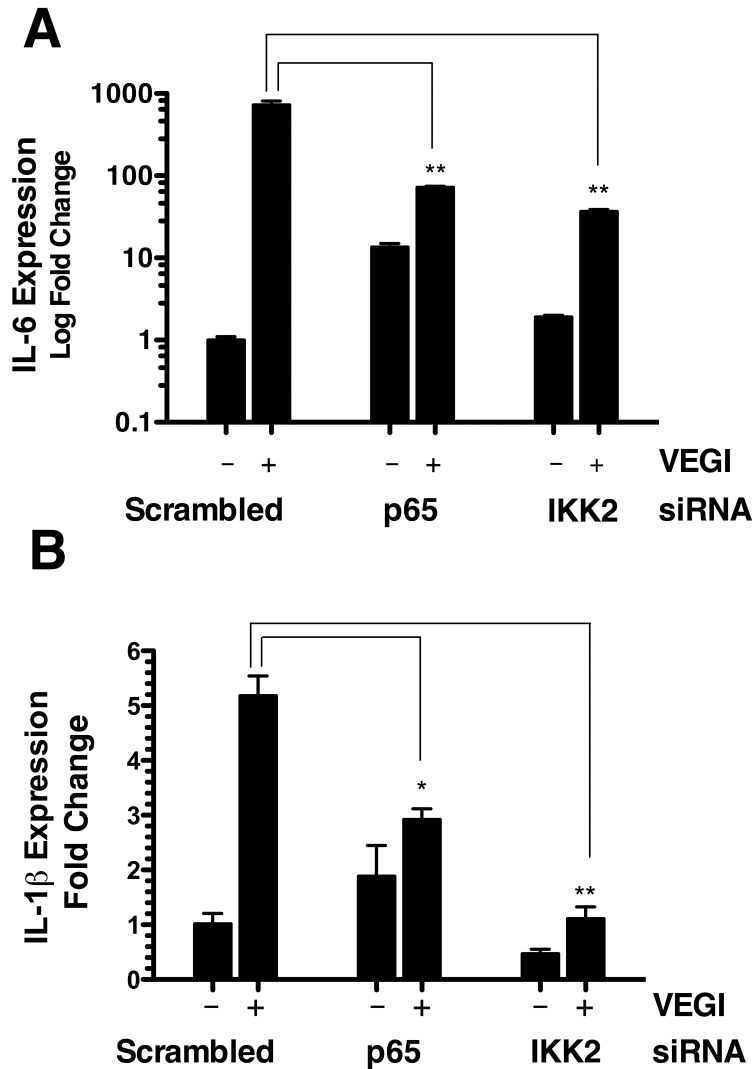 A
IL-6 Expression
Log Fold Change
1000
100
10
1
0.1
**
**
− + − + − + VEGI
Scrambled p65 IKK2 siRNA
B
IL-1β Expression
Fold Change
6
5
4
3
2
1
0
*
**
− + − + − + VEGI
Scrambled p65 IKK2 siRNA